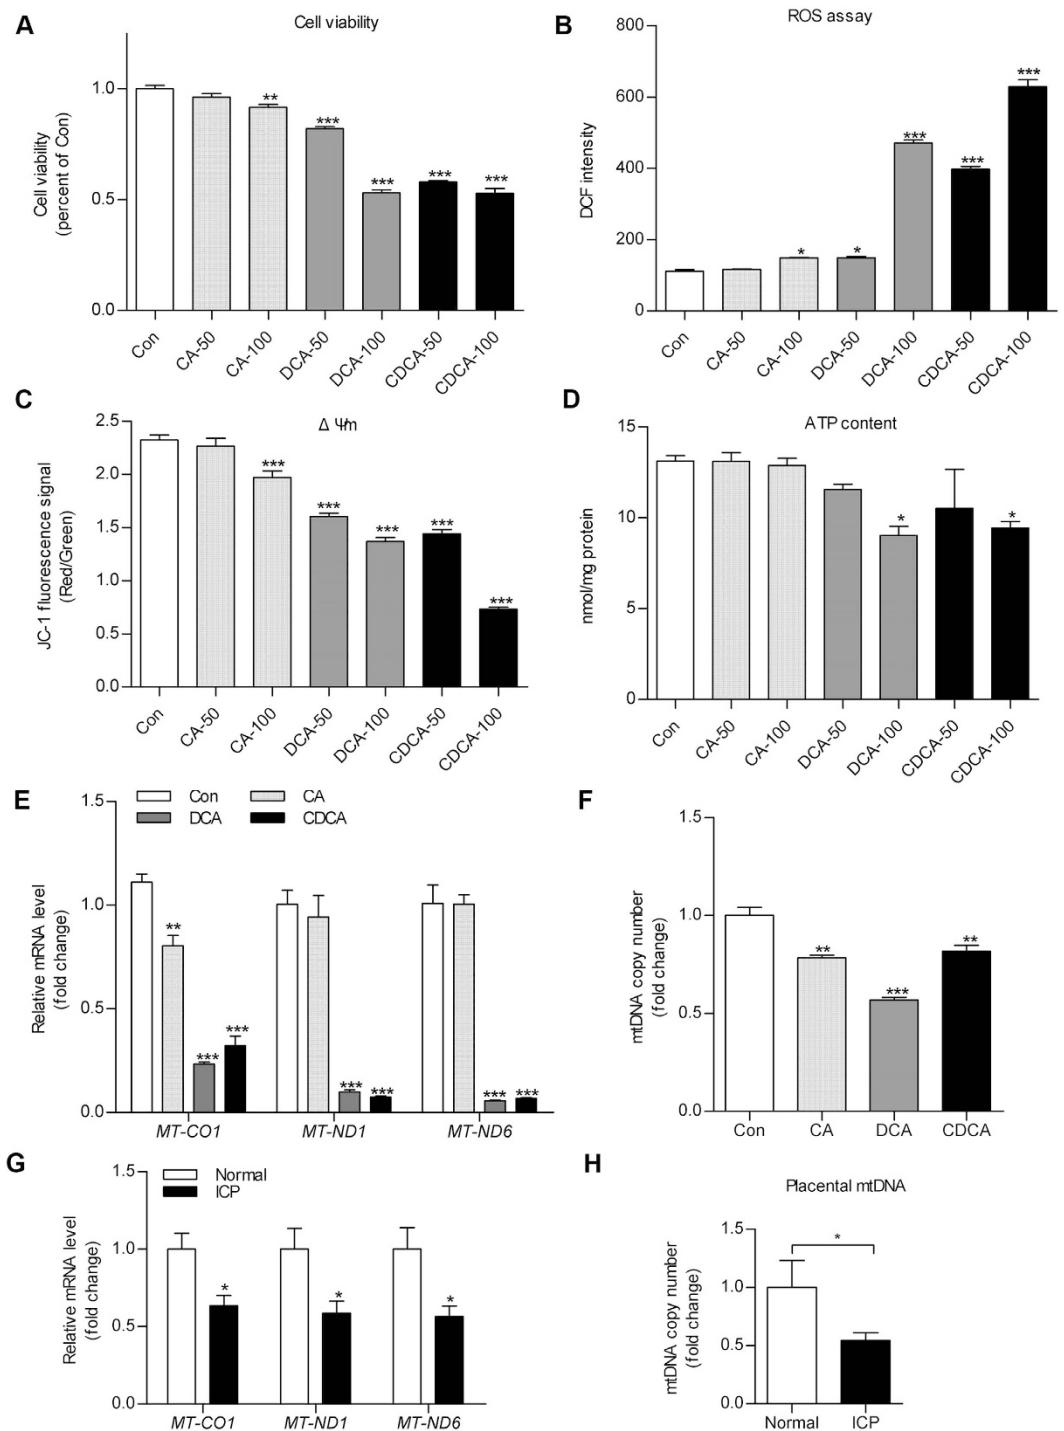 A
Cell viability
Cell viability
(percent of Con)
1.0
0.5
0.0
**
***
***
***
***
Con
CA-50
CA-100
DCA-50
DCA-100
CDCA-50
CDCA-100
B
ROS assay
DCF intensity
800
600
400
200
0
*
*
***
***
***
Con
CA-50
CA-100
DCA-50
DCA-100
CDCA-50
CDCA-100
C
Δ Ψm
JC-1 fluorescence signal
(Red/Green)
2.5
2.0
1.5
1.0
0.5
0.0
***
***
***
***
***
Con
CA-50
CA-100
DCA-50
DCA-100
CDCA-50
CDCA-100
D
ATP content
nmol/mg protein
15
10
5
0
*
*
Con
CA-50
CA-100
DCA-50
DCA-100
CDCA-50
CDCA-100
E
Con
CA
DCA
CDCA
Relative mRNA level
(fold change)
1.5
1.0
0.5
0.0
**
***
***
***
***
***
***
MT-CO1
MT-ND1
MT-ND6
F
mtDNA copy number
(fold change)
1.5
1.0
0.5
0.0
**
***
**
Con
CA
DCA
CDCA
G
Normal
ICP
Relative mRNA level
(fold change)
1.5
1.0
0.5
0.0
*
*
*
MT-CO1
MT-ND1
MT-ND6
H
Placental mtDNA
mtDNA copy number
(fold change)
1.5
1.0
0.5
0.0
*
Normal
ICP